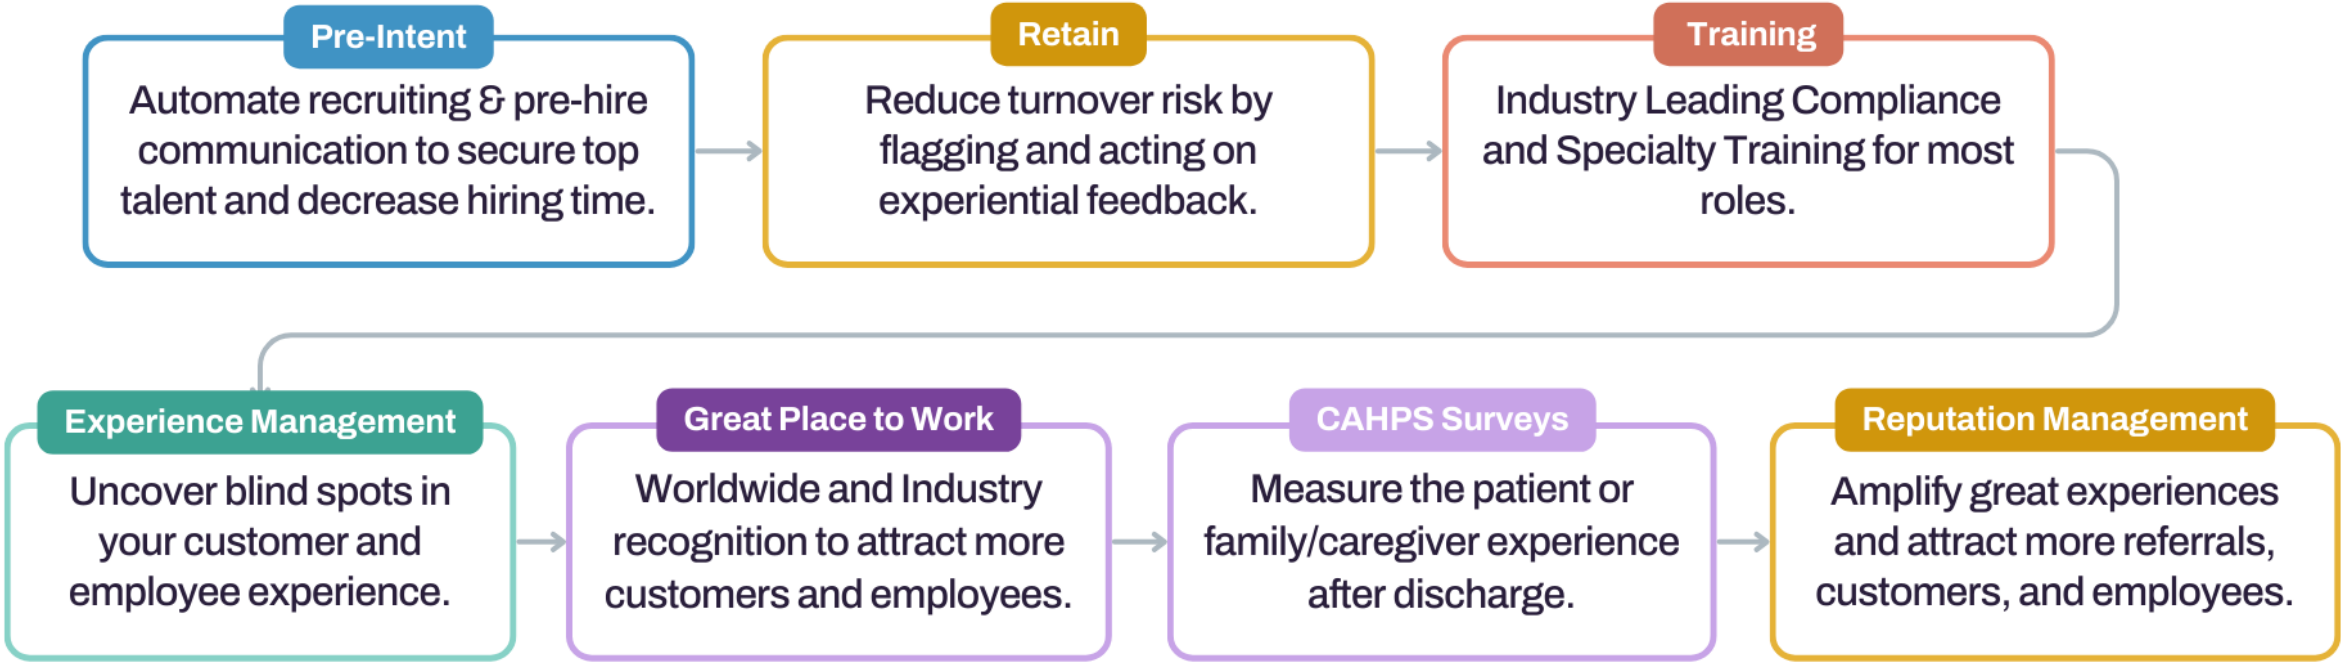 Pre-Intent
Automate recruiting & pre-hire
communication to secure top
talent and decrease hiring time.
Retain
Reduce turnover risk by
flagging and acting on
experiential feedback.
Training
Industry Leading Compliance
and Specialty Training for most
roles.
Experience Management
Uncover blind spots in
your customer and
employee experience.
Great Place to Work
Worldwide and Industry
recognition to attract more
customers and employees.
CAHPS Surveys
Measure the patient or
family/caregiver experience
after discharge.
Reputation Management
Amplify great experiences
and attract more referrals,
customers, and employees.